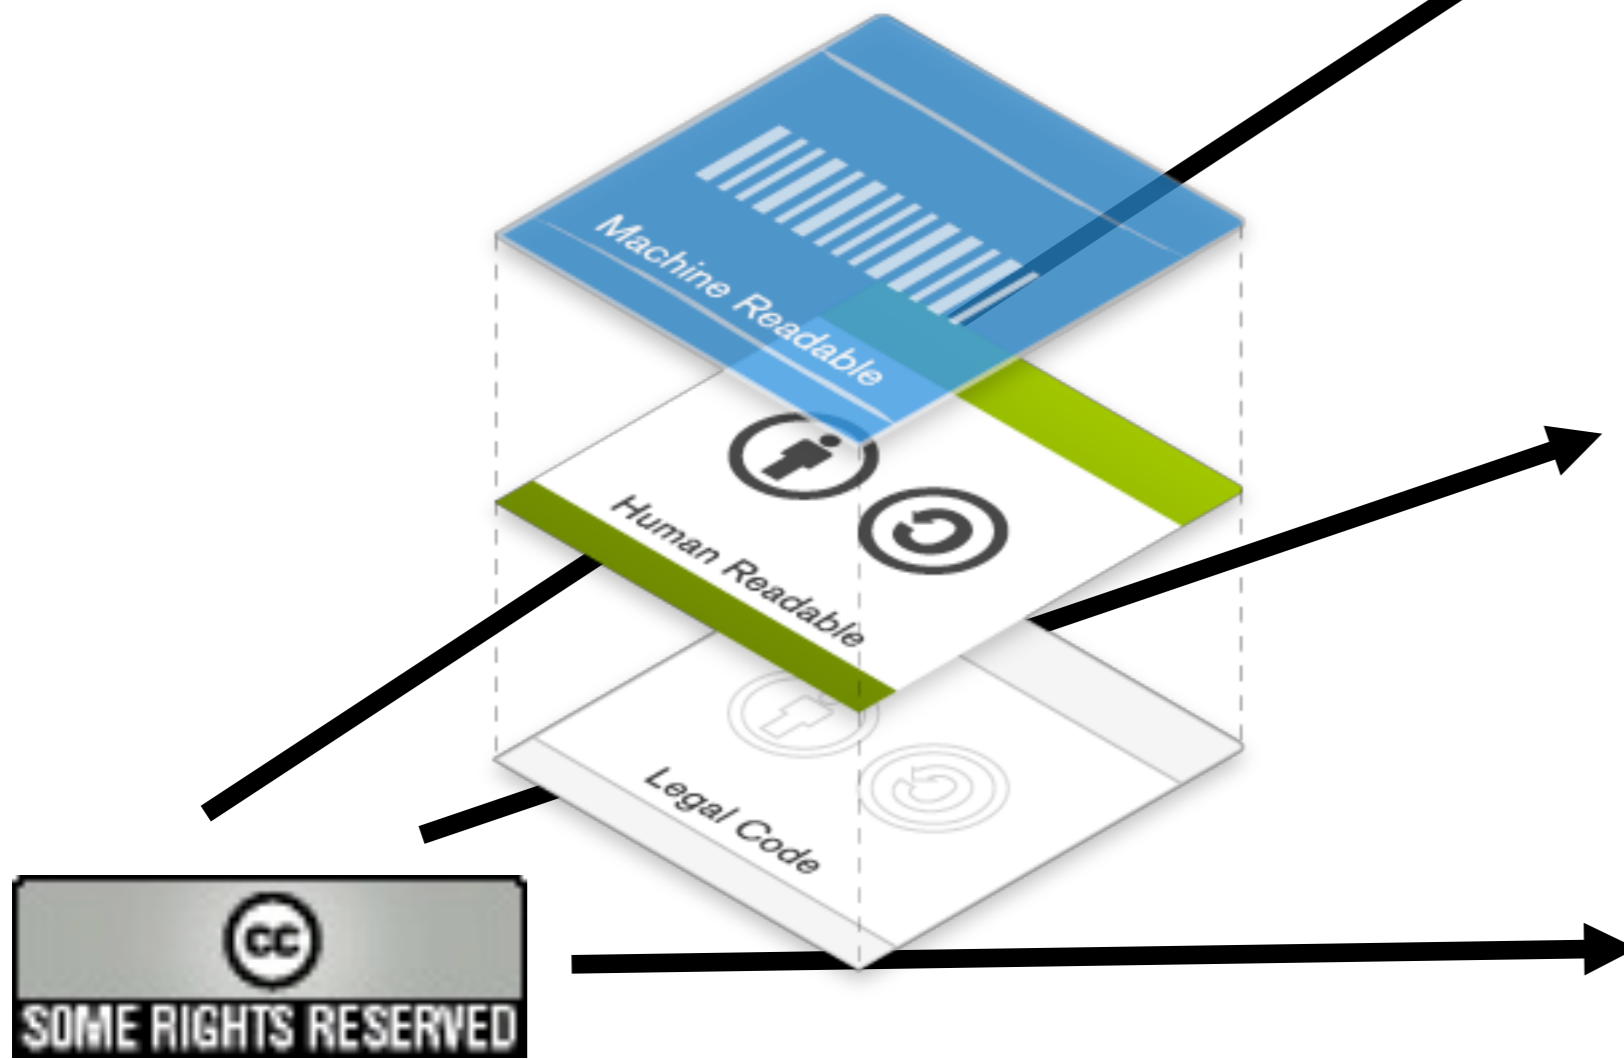 Machine Readable
Human Readable
Legal Code
cc
SOME RIGHTS RESERVED